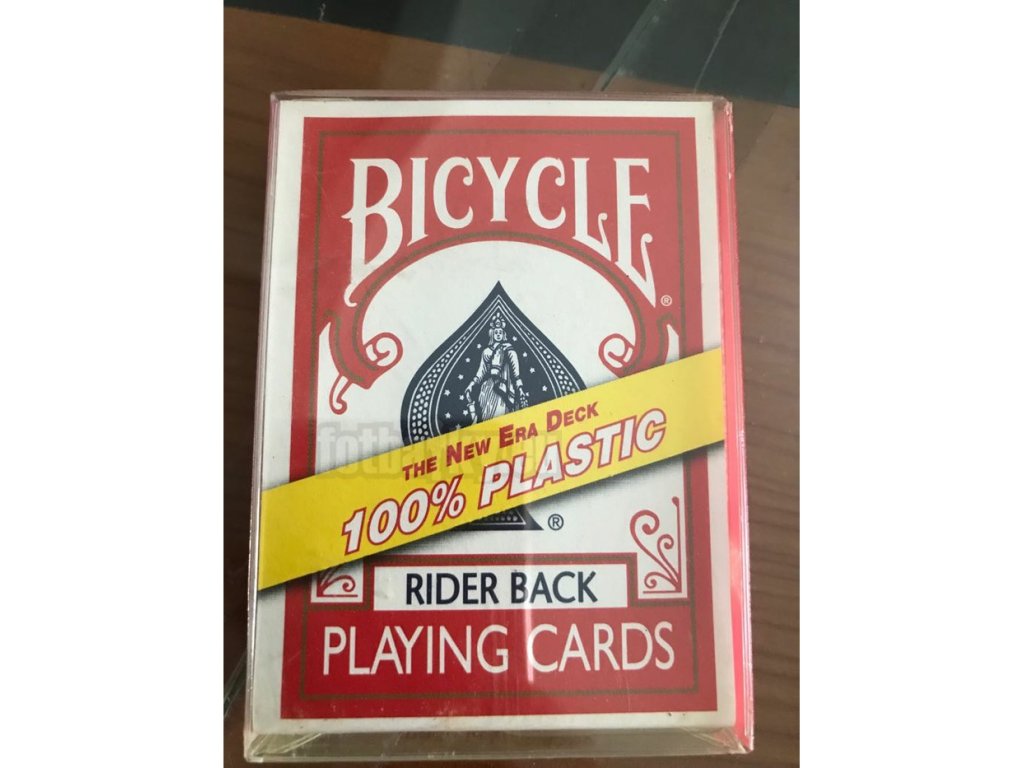 BICYCLE
®
THE NEW ERA DECK
100% PLASTIC
®
RIDER BACK
PLAYING CARDS